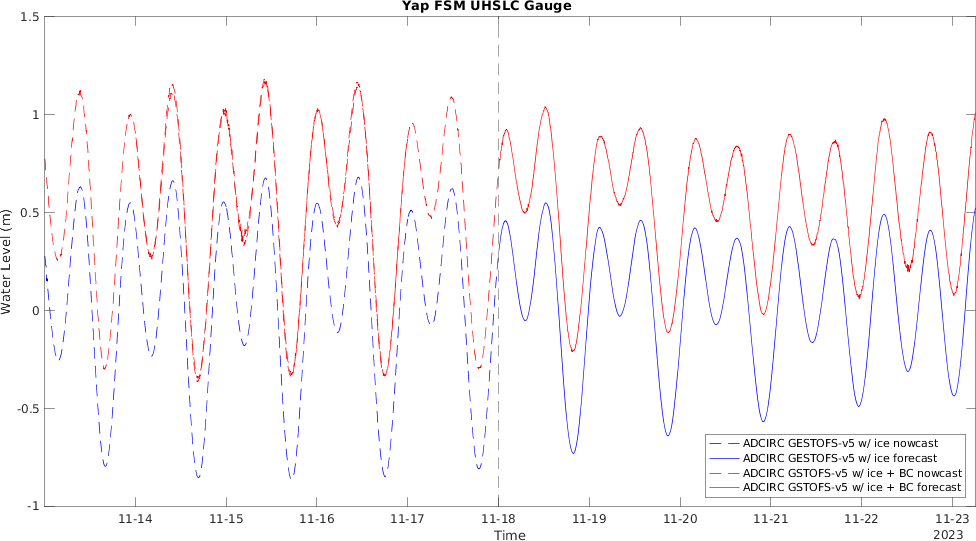 Yap FSM UHSLC Gauge
1.5
1
0.5
0
-0.5
-1
Water Level (m)
11-14 11-15 11-16 11-17 11-18 11-19 11-20 11-21 11-22 11-23
2023
Time
ADCIRC GESTOFS-v5 w/ ice nowcast
ADCIRC GESTOFS-v5 w/ ice forecast
ADCIRC GSTOFS-v5 w/ ice + BC nowcast
ADCIRC GSTOFS-v5 w/ ice + BC forecast